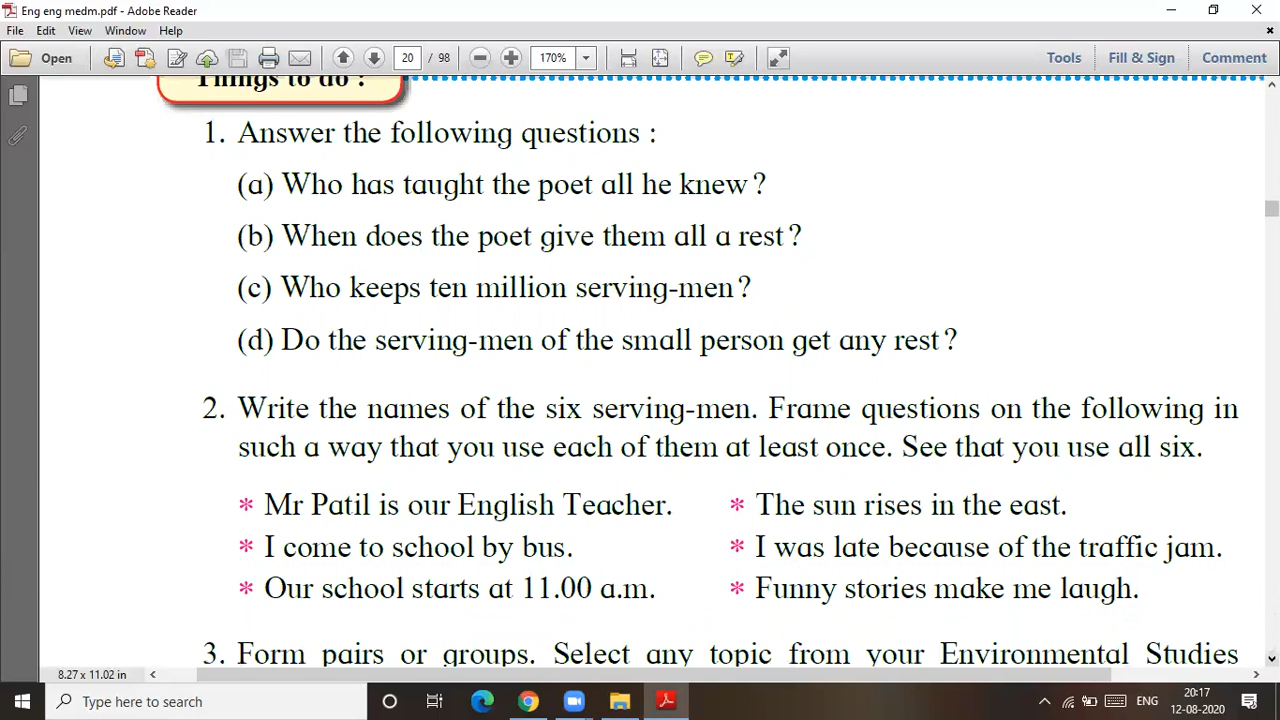 Eng eng medm.pdf - Adobe Reader
File Edit View Window Help
Open 20 / 98 170% Tools Fill & Sign Comment
Things to do :
1. Answer the following questions :
(a) Who has taught the poet all he knew?
(b) When does the poet give them all a rest?
(c) Who keeps ten million serving-men?
(d) Do the serving-men of the small person get any rest?
2. Write the names of the six serving-men. Frame questions on the following in
such a way that you use each of them at least once. See that you use all six.
* Mr Patil is our English Teacher. * The sun rises in the east.
* I come to school by bus. * I was late because of the traffic jam.
* Our school starts at 11.00 a.m. * Funny stories make me laugh.
3. Form pairs or groups. Select any topic from your Environmental Studies
8.27 x 11.02 in
Type here to search ENG 20:17
12-08-2020